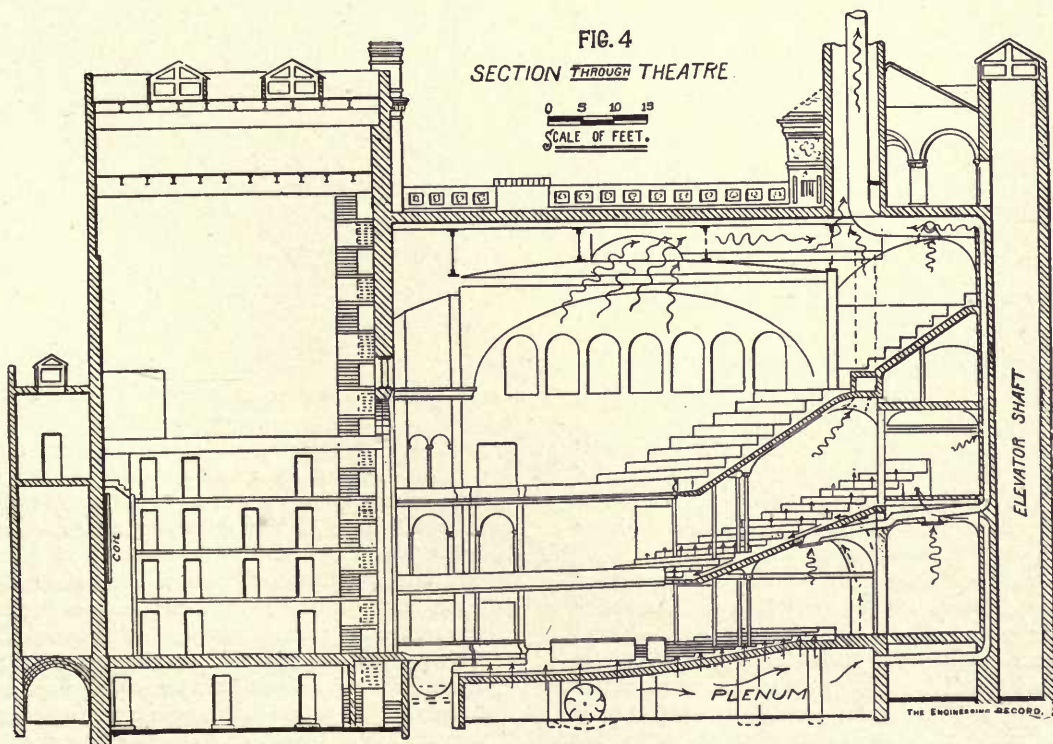 FIG. 4
SECTION THROUGH THEATRE
0 5 10 15
SCALE OF FEET.
ELEVATOR SHAFT
COIL
PLENUM
THE ENGINEERING RECORD.